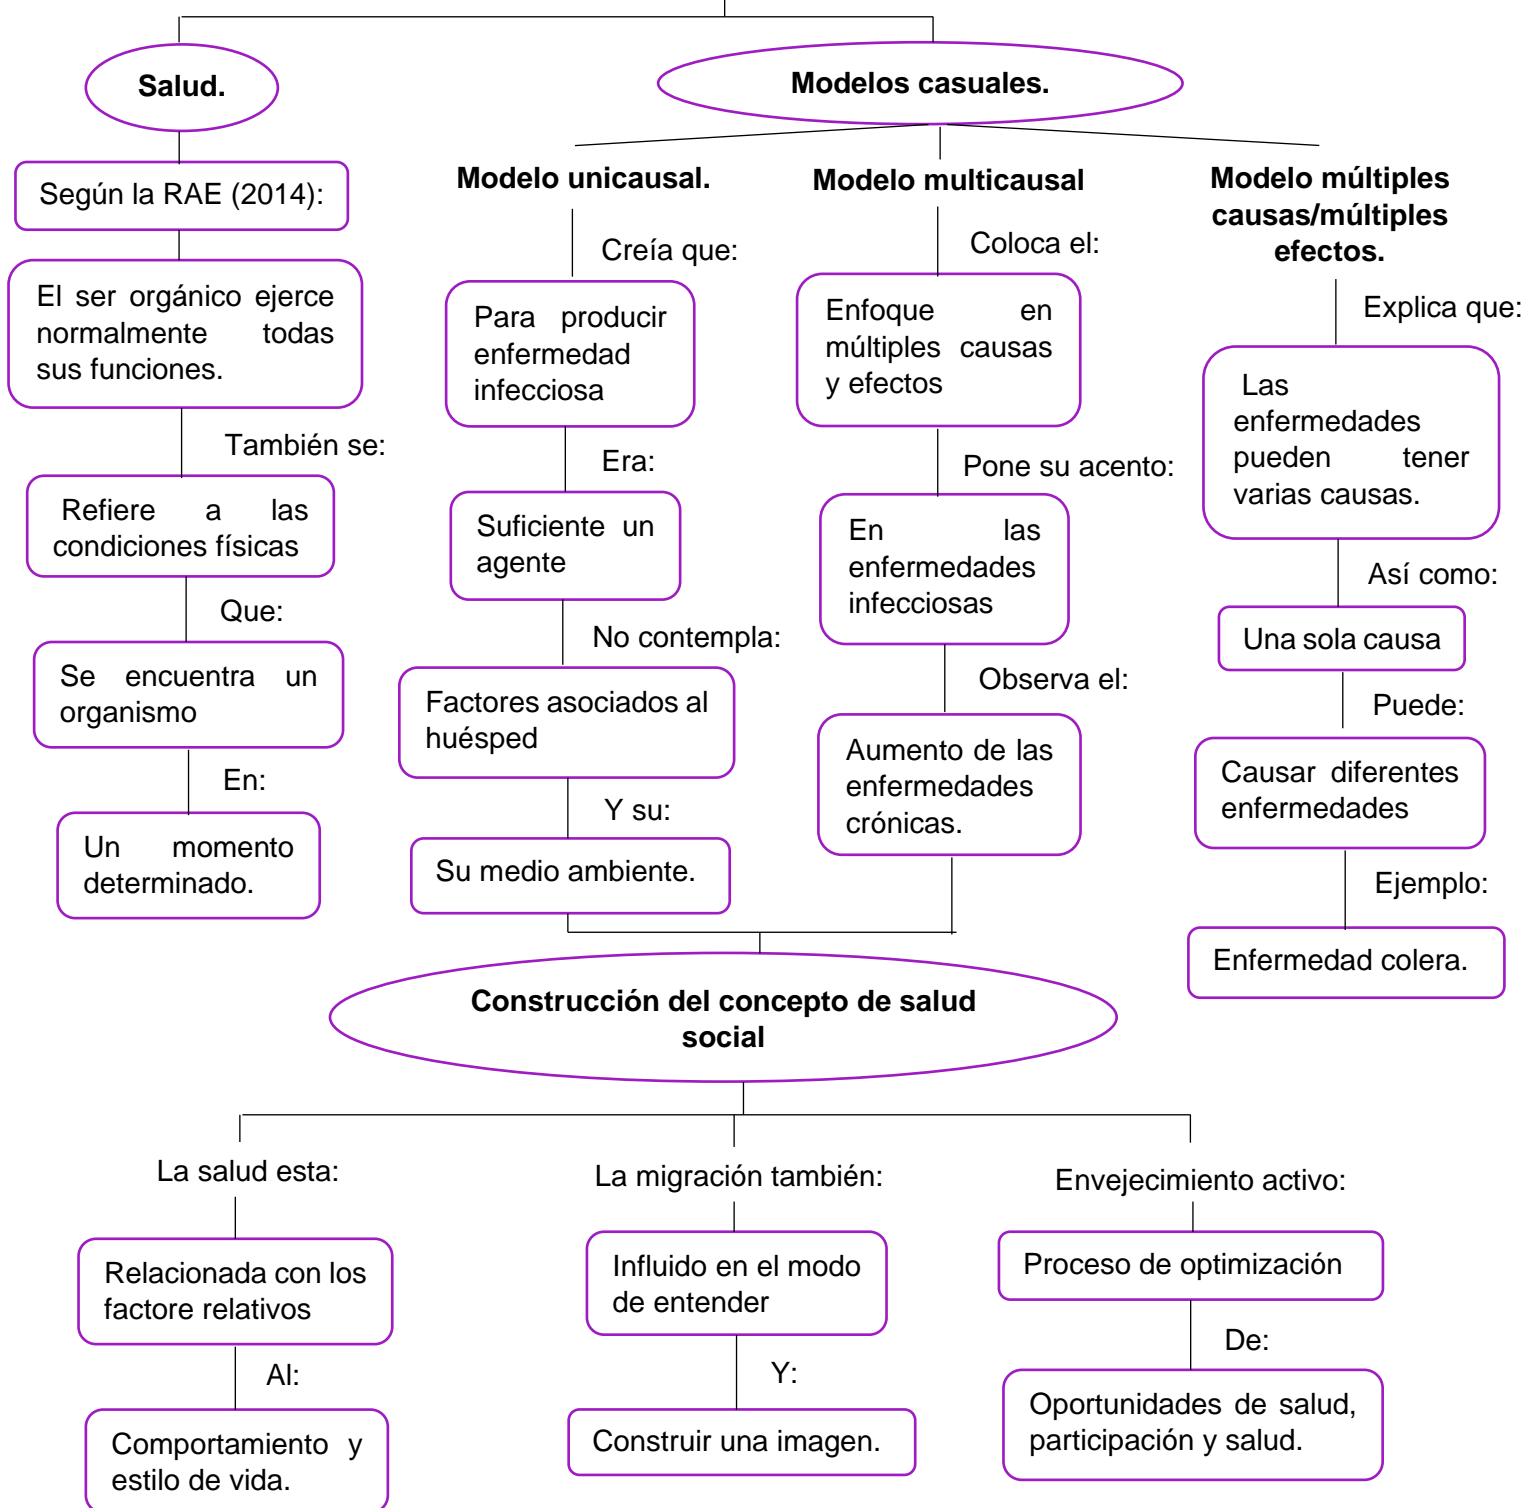 Salud.
Modelos casuales.
Según la RAE (2014):
El ser orgánico ejerce
normalmente todas
sus funciones.
También se:
Refiere a las
condiciones físicas
Que:
Se encuentra un
organismo
En:
Un momento
determinado.
Modelo unicausal.
Creía que:
Para producir
enfermedad
infecciosa
Era:
Suficiente un
agente
No contempla:
Factores asociados al
huésped
Y su:
Su medio ambiente.
Modelo multicausal
Coloca el:
Enfoque en
múltiples causas
y efectos
Pone su acento:
En las
enfermedades
infecciosas
Observa el:
Aumento de las
enfermedades
crónicas.
Modelo múltiples
causas/múltiples
efectos.
Explica que:
Las
enfermedades
pueden tener
varias causas.
Así como:
Una sola causa
Puede:
Causar diferentes
enfermedades
Ejemplo:
Enfermedad colera.
Construcción del concepto de salud
social
La salud esta:
Relacionada con los
factore relativos
Al:
Comportamiento y
estilo de vida.
La migración también:
Influido en el modo
de entender
Y:
Construir una imagen.
Envejecimiento activo:
Proceso de optimización
De:
Oportunidades de salud,
participación y salud.